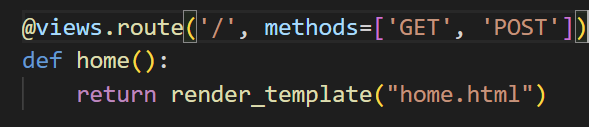 @views.route('/', methods=['GET', 'POST'])
def home():
    return render_template("home.html")